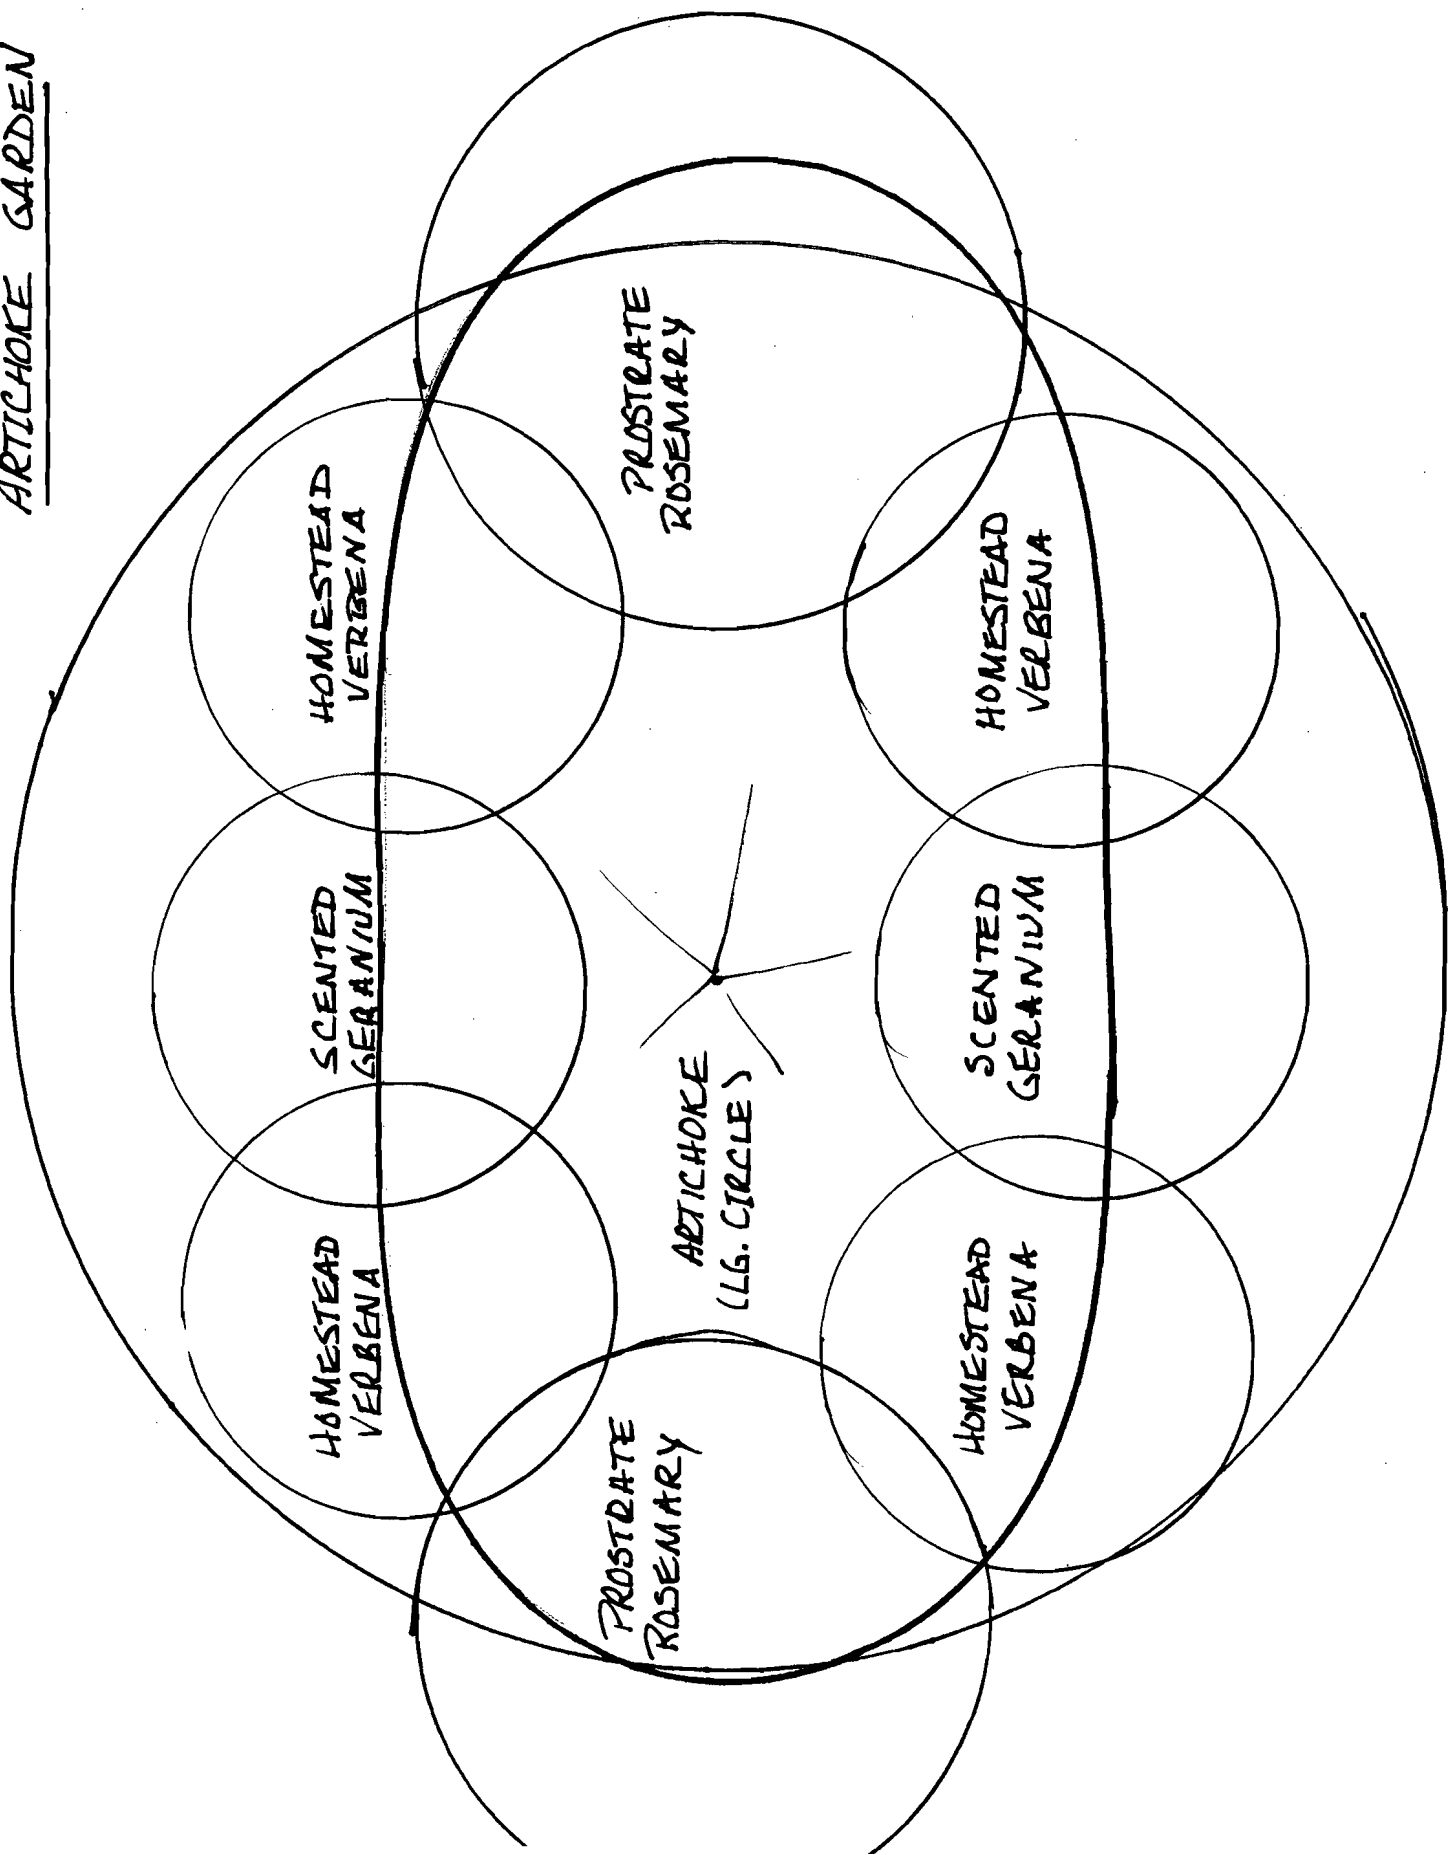 ARTICHOKE GARDEN
HOMESTEAD
VERBENA
SCENTED
GERANIUM
HOMESTEAD
VERBENA
PROSTRATE
ROSEMARY
ARTICHOKE
(LG. CIRCLE)
PROSTRATE
ROSEMARY
HOMESTEAD
VERBENA
SCENTED
GERANIUM
HOMESTEAD
VERBENA